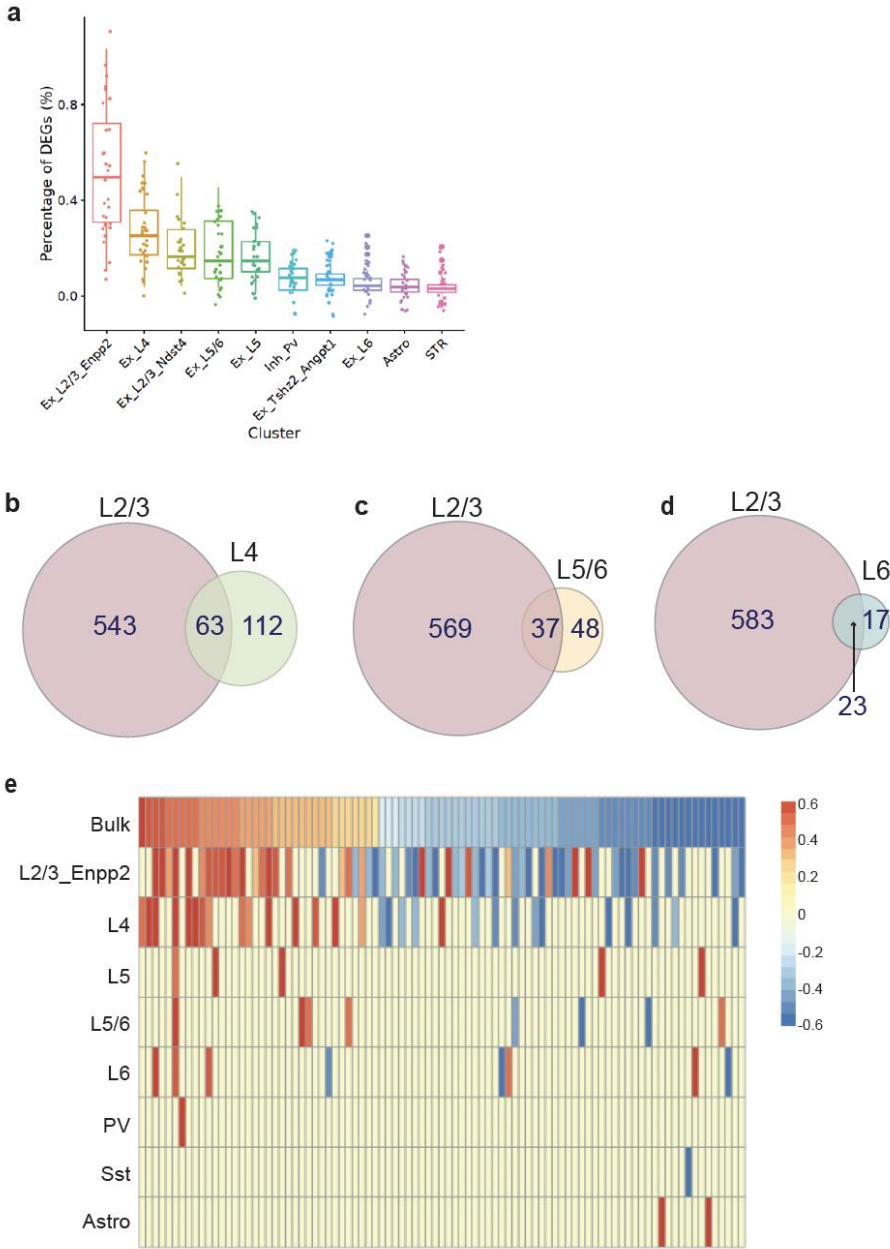 a
Percentage of DEGs (%)
0.8
0.4
0.0
Ex_L2/3_Enpp2
Ex_L4
Ex_L2/3_Ndst4
Ex_L5/6
Ex_L5
Inh_Pv
Ex_Tshz2_Angpt1
Ex_L6
Astro
STR
Cluster
b
L2/3
L4
543
63
112
c
L2/3
L5/6
569
37
48
d
L2/3
L6
583
17
23
e
Bulk
L2/3_Enpp2
L4
L5
L5/6
L6
PV
Sst
Astro
0.6
0.4
0.2
0
-0.2
-0.4
-0.6